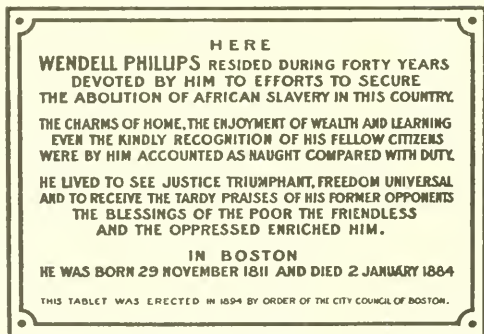 HERE
WENDELL PHILLIPS RESIDED DURING FORTY YEARS
DEVOTED BY HIM TO EFFORTS TO SECURE
THE ABOLITION OF AFRICAN SLAVERY IN THIS COUNTRY.
THE CHARMS OF HOME, THE ENJOYMENT OF WEALTH AND LEARNING
EVEN THE KINDLY RECOGNITION OF HIS FELLOW CITIZENS
WERE BY HIM ACCOUNTED AS NAUGHT COMPARED WITH DUTY.
HE LIVED TO SEE JUSTICE TRIUMPHANT, FREEDOM UNIVERSAL
AND TO RECEIVE THE TARDY PRAISES OF HIS FORMER OPPONENTS
THE BLESSINGS OF THE POOR THE FRIENDLESS
AND THE OPPRESSED ENRICHED HIM.
IN BOSTON
HE WAS BORN 29 NOVEMBER 1811 AND DIED 2 JANUARY 1884
THIS TABLET WAS ERECTED IN 1894 BY ORDER OF THE CITY COUNCIL OF BOSTON.